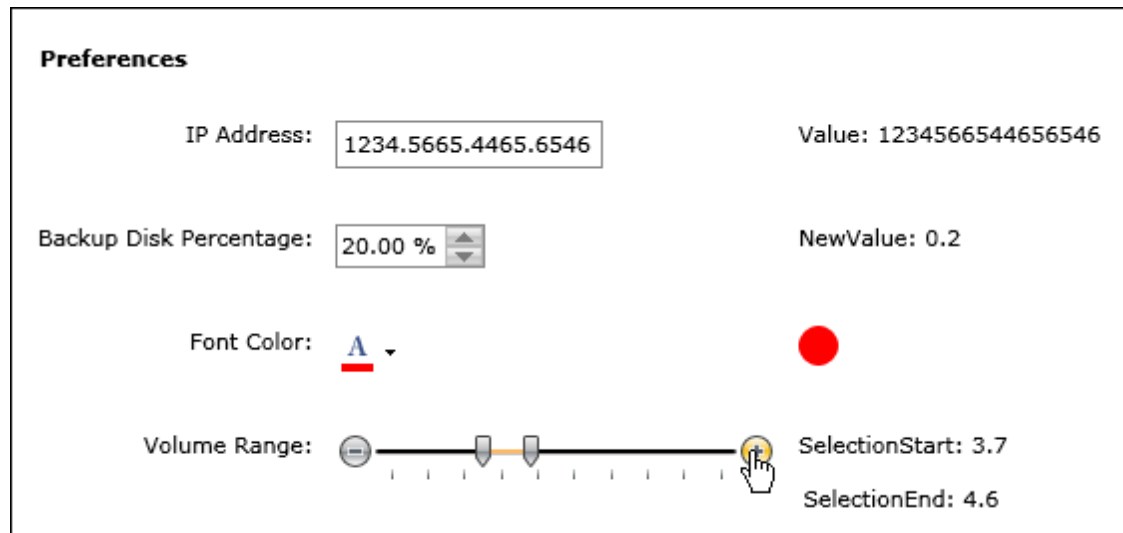 Preferences
IP Address: 1234.5665.4465.6546 Value: 1234566544656546
Backup Disk Percentage: 20.00 % NewValue: 0.2
Font Color: A
Volume Range: SelectionStart: 3.7
SelectionEnd: 4.6